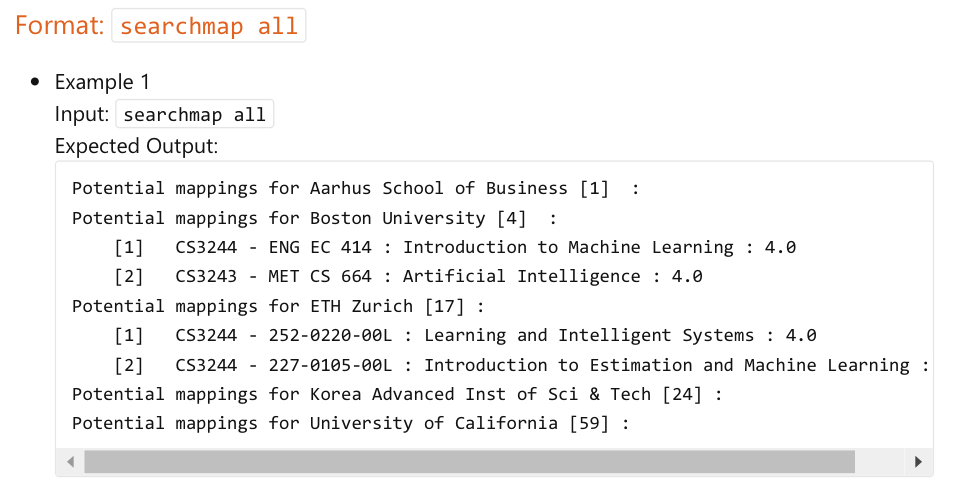 Format: searchmap all
Example 1
Input: searchmap all
Expected Output:
Potential mappings for Aarhus School of Business [1]  :
Potential mappings for Boston University [4]  :
    [1]   CS3244 - ENG EC 414 : Introduction to Machine Learning : 4.0
    [2]   CS3243 - MET CS 664 : Artificial Intelligence : 4.0
Potential mappings for ETH Zurich [17] :
    [1]   CS3244 - 252-0220-00L : Learning and Intelligent Systems : 4.0
    [2]   CS3244 - 227-0105-00L : Introduction to Estimation and Machine Learning :
Potential mappings for Korea Advanced Inst of Sci & Tech [24] :
Potential mappings for University of California [59] :